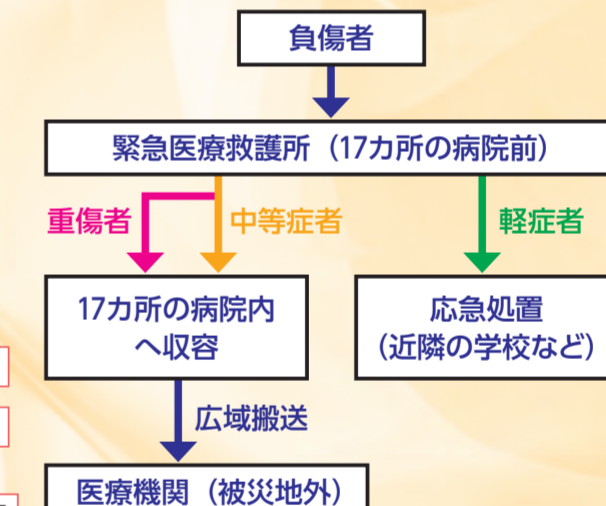 負傷者
緊急医療救護所（17カ所の病院前）
重傷者
中等症者
軽症者
17カ所の病院内
へ収容
応急処置
（近隣の学校など）
広域搬送
医療機関（被災地外）